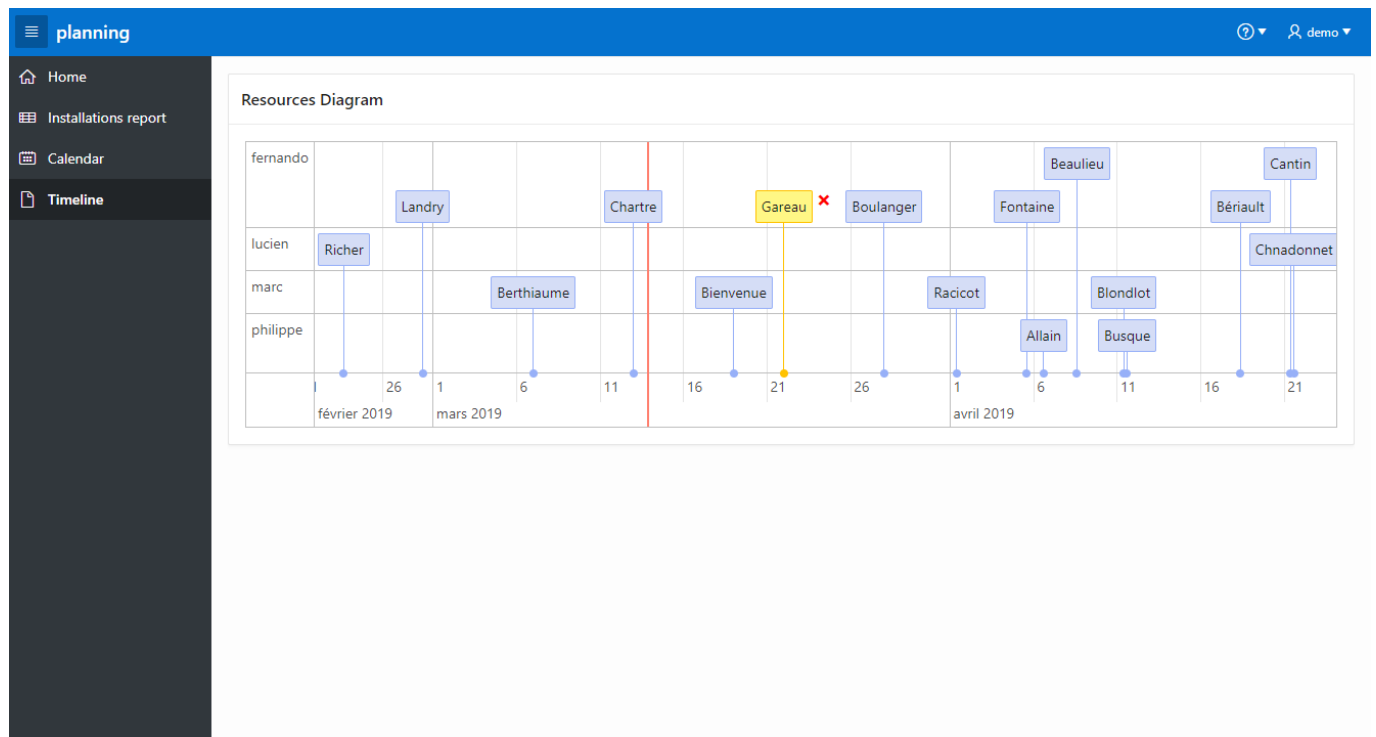 planning
demo
Home
Installations report
Calendar
Timeline
Resources Diagram
fernando
Beaulieu
Cantin
Landry
Chartre
Gareau
Boulanger
Fontaine
Bériault
lucien
Richer
Chnadonnet
marc
Berthiaume
Bienvenue
Racicot
Blondlot
philippe
Allain
Busque
26 1 6 11 16 21 26 1 6 11 16 21
février 2019 mars 2019 avril 2019